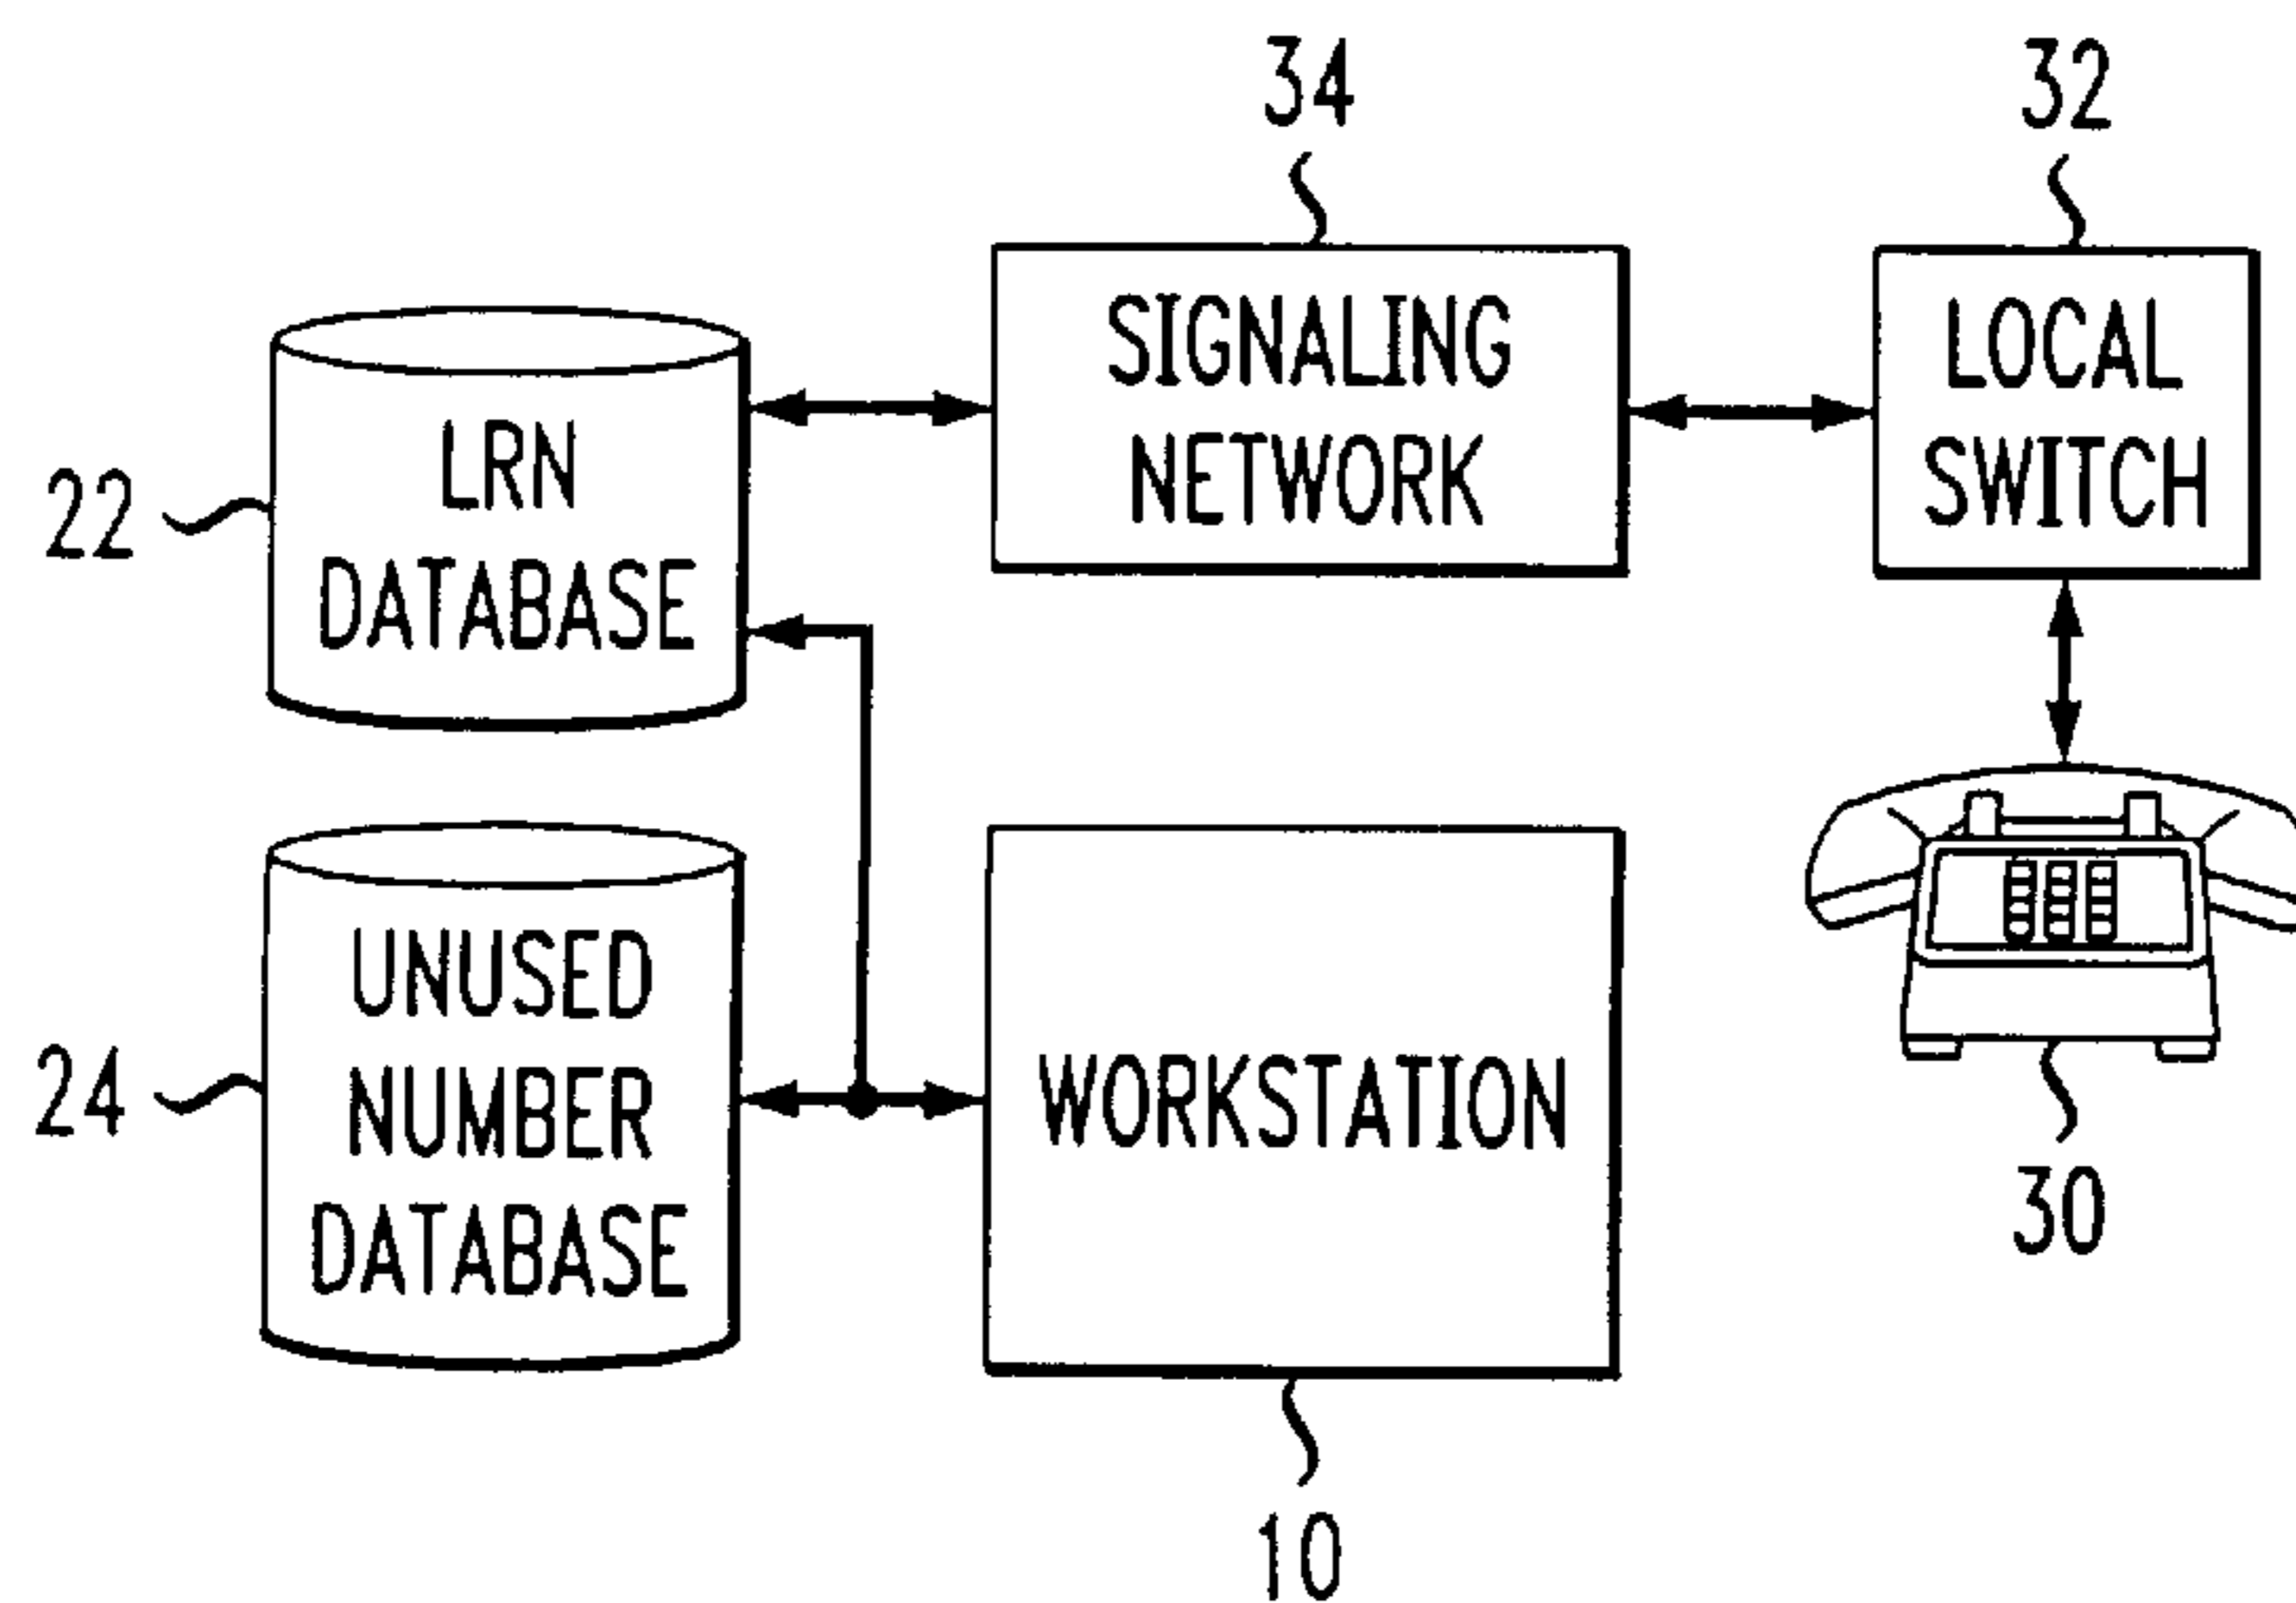 34
32
SIGNALING
NETWORK
LOCAL
SWITCH
LRN
DATABASE
22
UNUSED
NUMBER
DATABASE
24
WORKSTATION
30
10